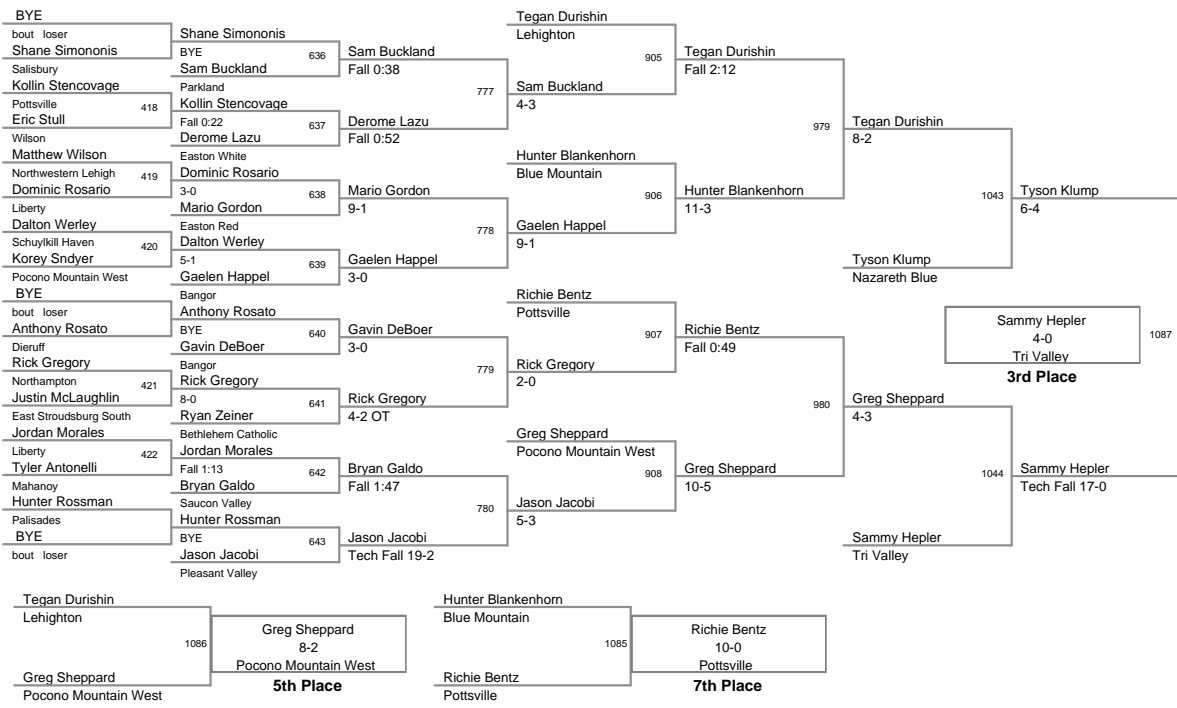 BYE
bout loser
Shane Simononis
Salisbury
Kollin Stencovage
Pottsville
418
Eric Stull
Wilson
Matthew Wilson
Northwestern Lehigh
419
Dominic Rosario
Liberty
Dalton Werley
Schuylkill Haven
420
Korey Sndyer
Pocono Mountain West
BYE
bout loser
Anthony Rosato
Dieruff
Rick Gregory
Northampton
421
Justin McLaughlin
East Stroudsburg South
Jordan Morales
Liberty
422
Tyler Antonelli
Mahanoy
Hunter Rossman
Palisades
BYE
bout loser
Shane Simononis
BYE
636
Sam Buckland
Parkland
Kollin Stencovage
Fall 0:22
637
Derome Lazu
Easton White
Dominic Rosario
3-0
638
Mario Gordon
Easton Red
Dalton Werley
5-1
639
Gaelen Happel
Bangor
Anthony Rosato
BYE
640
Gavin DeBoer
Bangor
Rick Gregory
8-0
641
Ryan Zeiner
Bethlehem Catholic
Jordan Morales
Fall 1:13
642
Bryan Galdo
Saucon Valley
Hunter Rossman
BYE
643
Jason Jacobi
Pleasant Valley
Sam Buckland
Fall 0:38
777
Derome Lazu
Fall 0:52
Mario Gordon
9-1
778
Gaelen Happel
3-0
Gavin DeBoer
3-0
779
Rick Gregory
4-2 OT
Bryan Galdo
Fall 1:47
780
Jason Jacobi
Tech Fall 19-2
Tegan Durishin
Lehighton
905
Sam Buckland
4-3
Hunter Blankenhorn
Blue Mountain
906
Gaelen Happel
9-1
Richie Bentz
Pottsville
907
Rick Gregory
2-0
Greg Sheppard
Pocono Mountain West
908
Jason Jacobi
5-3
Tegan Durishin
Fall 2:12
979
Hunter Blankenhorn
11-3
Richie Bentz
Fall 0:49
980
Greg Sheppard
10-5
Tegan Durishin
8-2
1043
Tyson Klump
Nazareth Blue
Greg Sheppard
4-3
1044
Sammy Hepler
Tri Valley
Tyson Klump
6-4
Sammy Hepler
4-0
1087
Tri Valley
3rd Place
Sammy Hepler
Tech Fall 17-0
Tegan Durishin
Lehighton
1086
Greg Sheppard
Pocono Mountain West
Greg Sheppard
8-2
Pocono Mountain West
5th Place
Hunter Blankenhorn
Blue Mountain
1085
Richie Bentz
Pottsville
Richie Bentz
10-0
Pottsville
7th Place